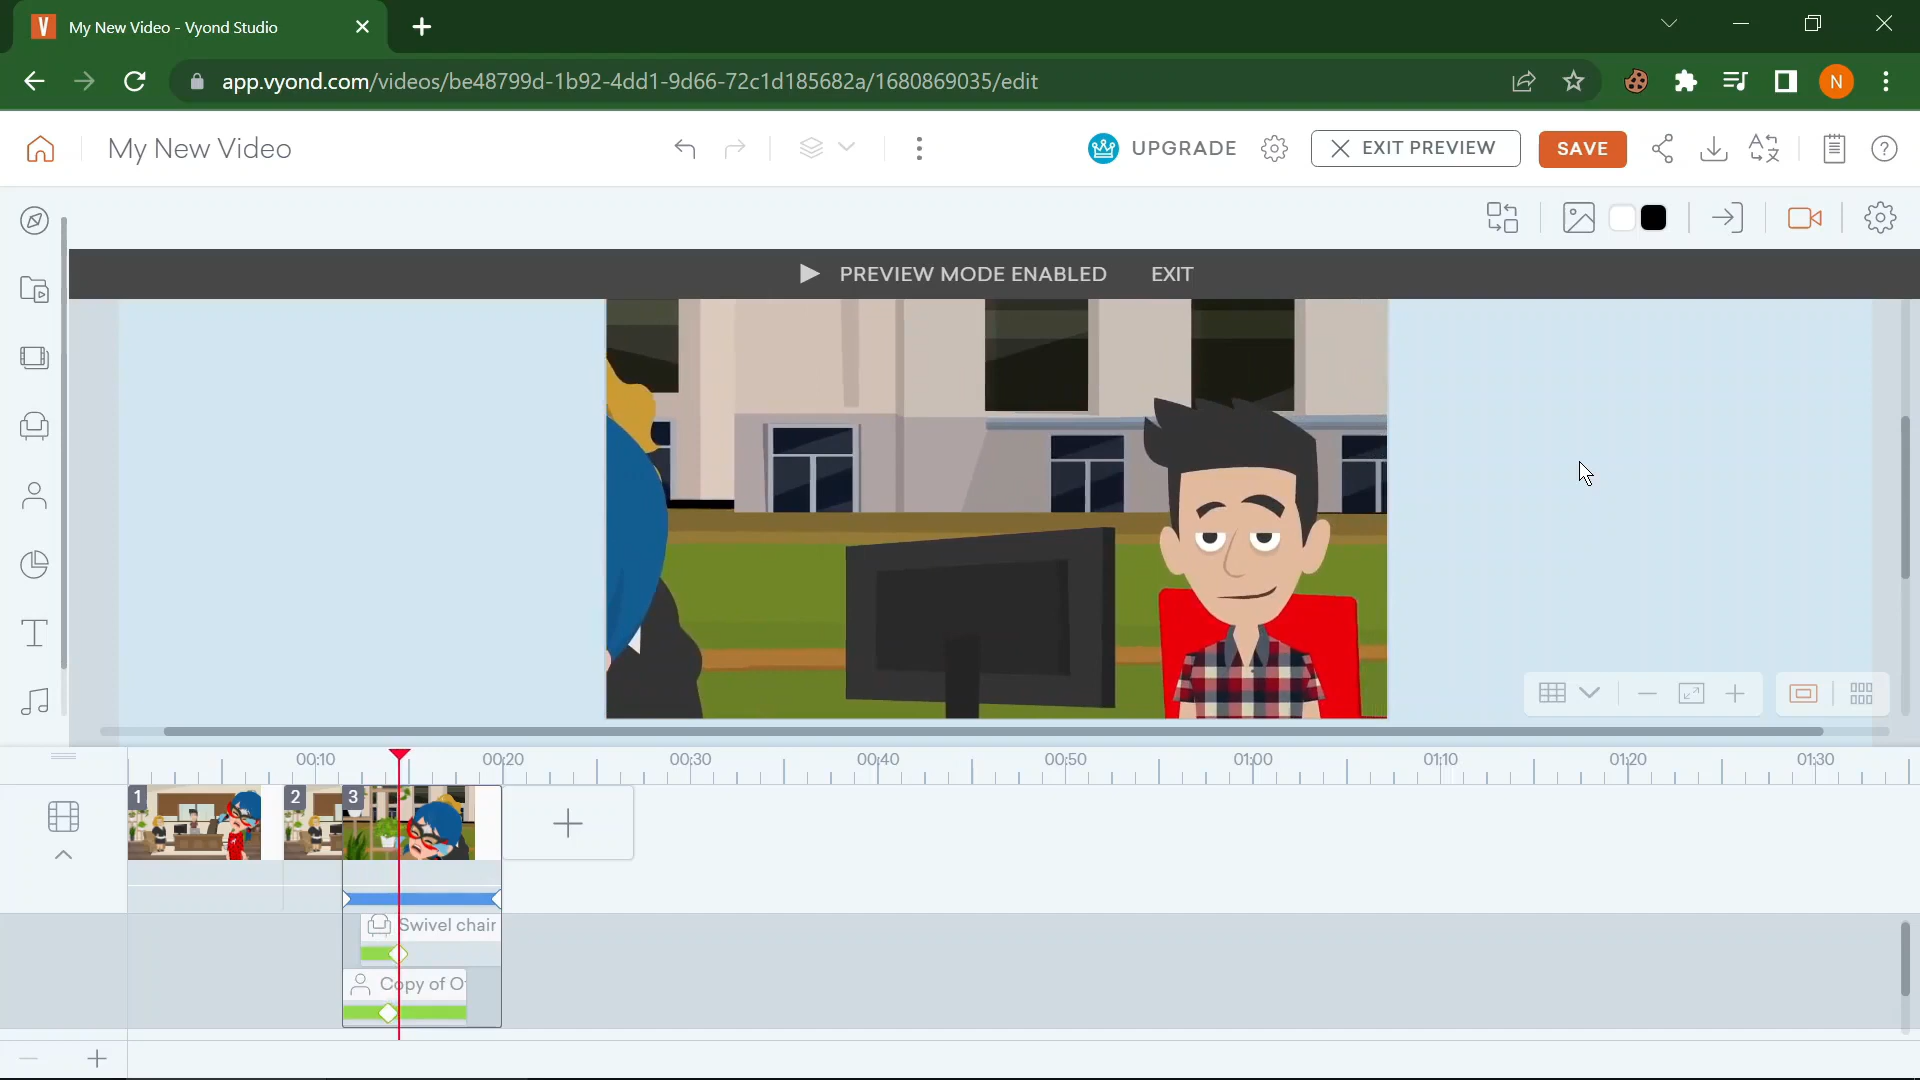 My New Video - Vyond Studio
app.vyond.com/videos/be48799d-1b92-4dd1-9d66-72c1d185682a/1680869035/edit
N
My New Video
UPGRADE
EXIT PREVIEW
SAVE
PREVIEW MODE ENABLED
EXIT
00:10
00:20
00:30
00:40
00:50
01:00
01:10
01:20
01:30
1
2
3
Swivel chair
Copy of O